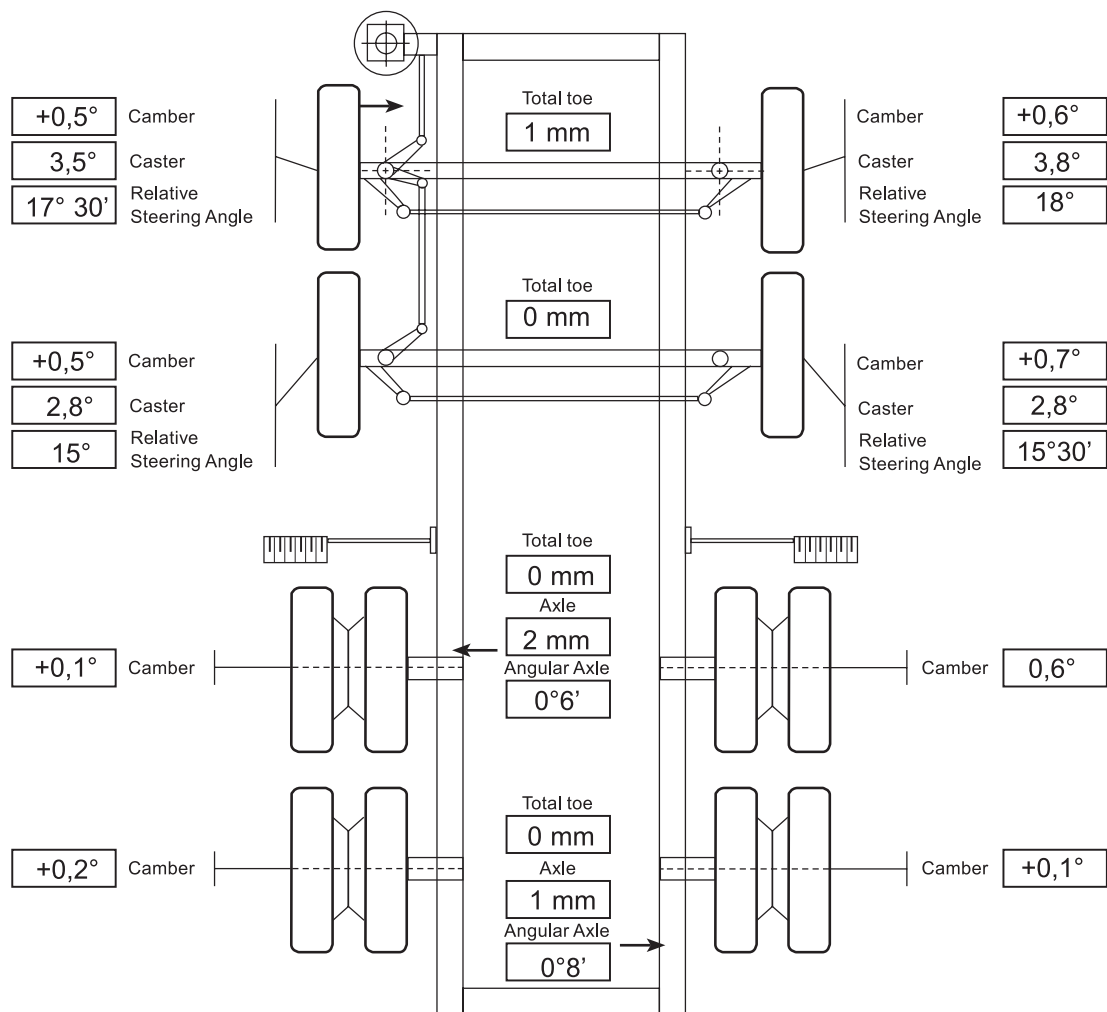 Total toe
1 mm
+0,5° Camber
3,5° Caster
17° 30’ Relative
Steering Angle
Camber +0,6°
Caster 3,8°
Relative
Steering Angle 18°
Total toe
0 mm
+0,5° Camber
2,8° Caster
15° Relative
Steering Angle
Camber +0,7°
Caster 2,8°
Relative
Steering Angle 15°30’
Total toe
0 mm
Axle
2 mm
Angular Axle
0°6’
+0,1° Camber
Camber 0,6°
Total toe
0 mm
Axle
1 mm
Angular Axle
0°8’
+0,2° Camber
Camber +0,1°